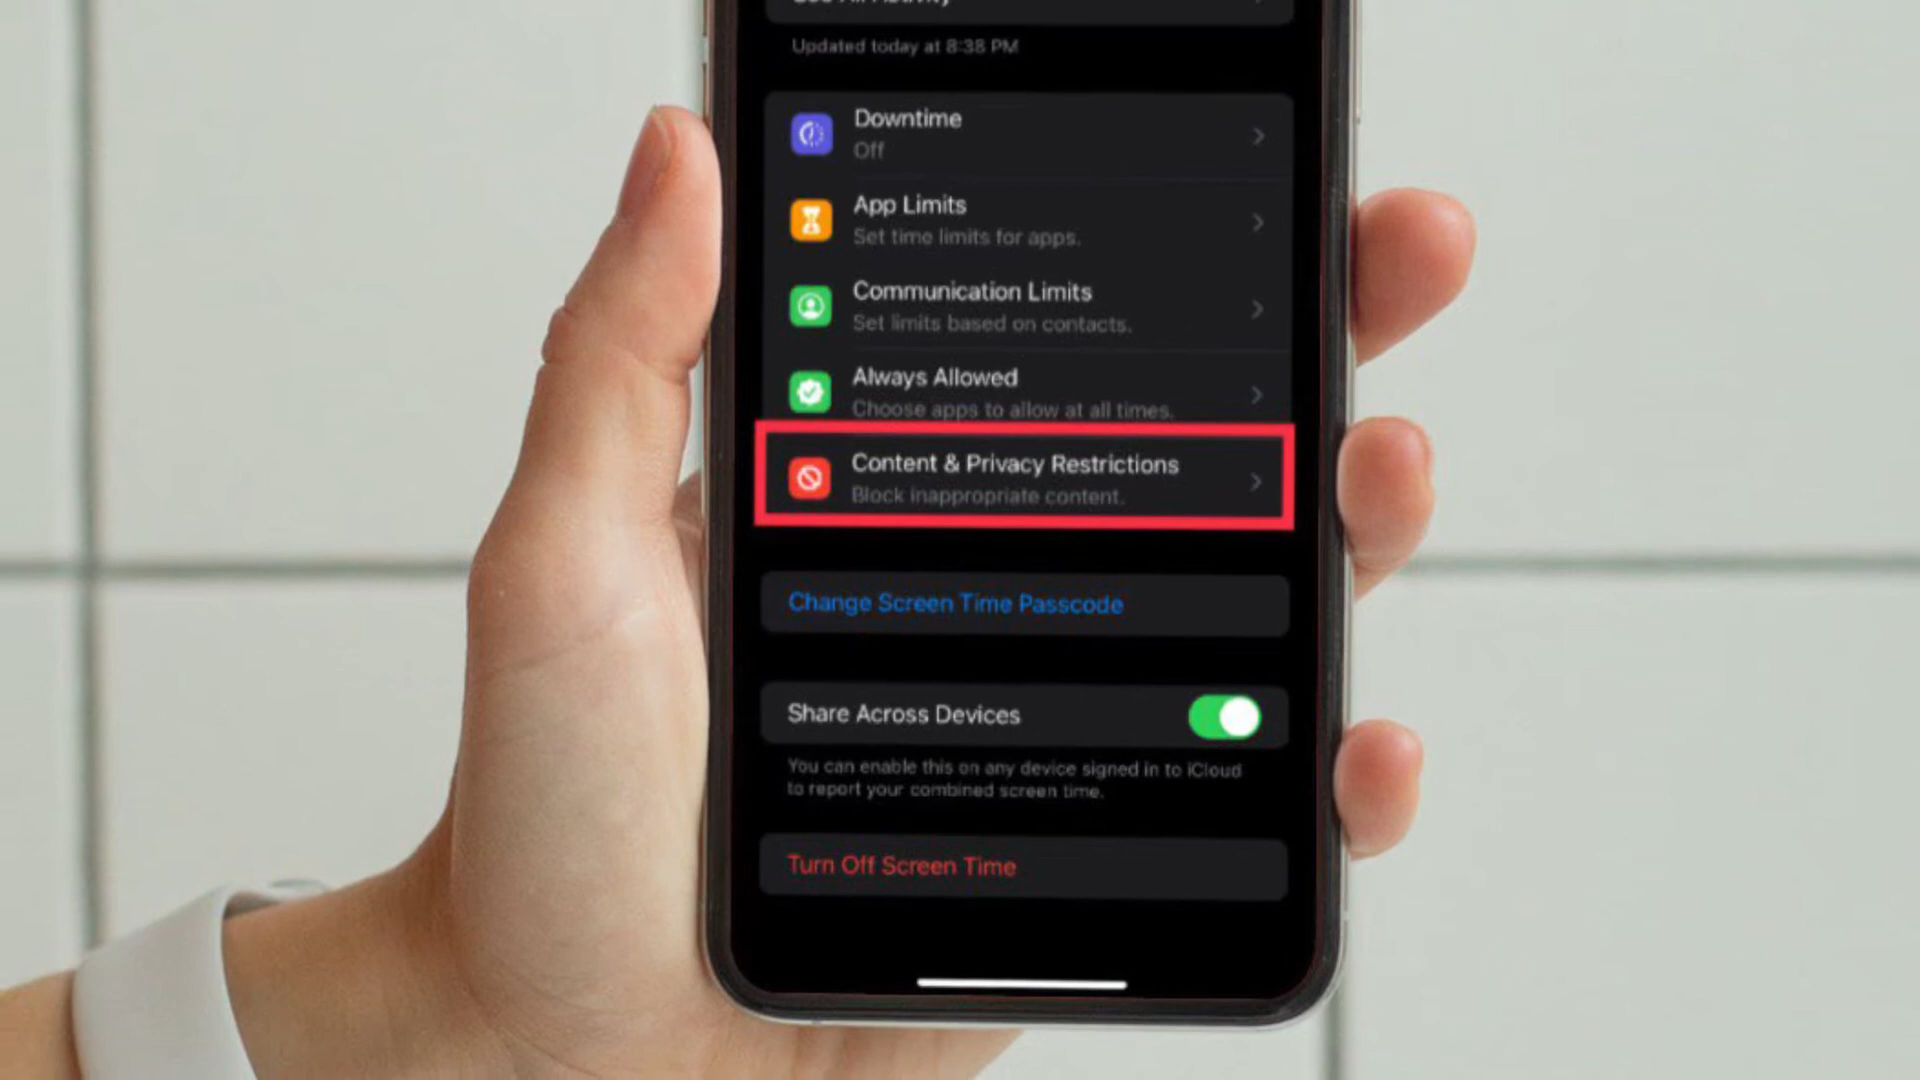 See All Activity
Updated today at 8:38 PM
Downtime
Off
App Limits
Set time limits for apps.
Communication Limits
Set limits based on contacts.
Always Allowed
Choose apps to allow at all times.
Content & Privacy Restrictions
Block inappropriate content.
Change Screen Time Passcode
Share Across Devices
You can enable this on any device signed in to iCloud
to report your combined screen time.
Turn Off Screen Time